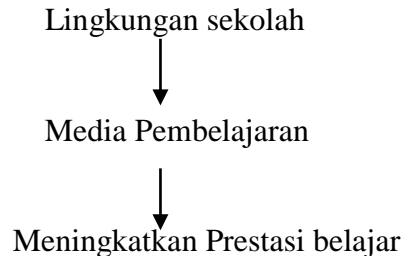 Lingkungan sekolah
Media Pembelajaran
Meningkatkan Prestasi belajar